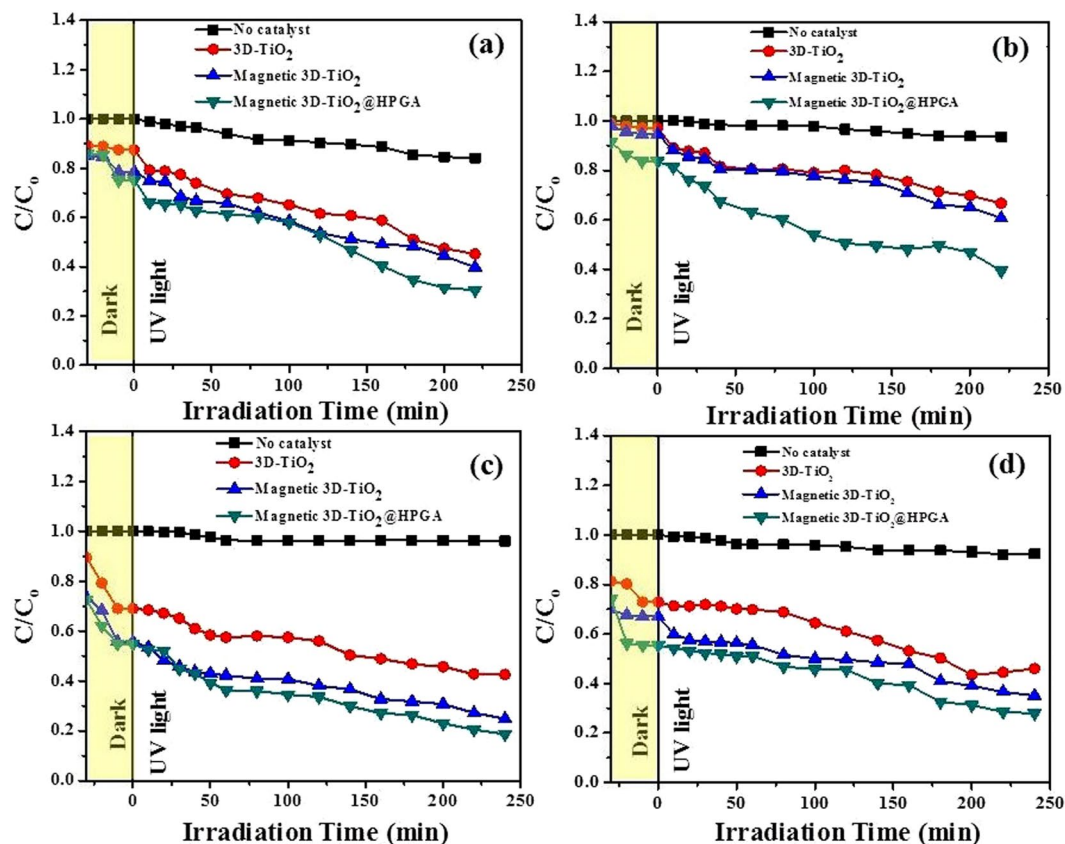 (a)
No catalyst
3D-TiO2
Magnetic 3D-TiO2
Magnetic 3D-TiO2@HPGA
1.4
1.2
1.0
0.8
0.6
0.4
0.2
0.0
C/Co
Dark
UV light
0 50 100 150 200 250
Irradiation Time (min)
(b)
No catalyst
3D-TiO2
Magnetic 3D-TiO2
Magnetic 3D-TiO2@HPGA
1.4
1.2
1.0
0.8
0.6
0.4
0.2
0.0
C/Co
Dark
UV light
0 50 100 150 200 250
Irradiation Time (min)
(c)
No catalyst
3D-TiO2
Magnetic 3D-TiO2
Magnetic 3D-TiO2@HPGA
1.4
1.2
1.0
0.8
0.6
0.4
0.2
0.0
C/Co
Dark
UV light
0 50 100 150 200 250
Irradiation Time (min)
(d)
No catalyst
3D-TiO2
Magnetic 3D-TiO2
Magnetic 3D-TiO2@HPGA
1.4
1.2
1.0
0.8
0.6
0.4
0.2
0.0
C/Co
Dark
UV light
0 50 100 150 200 250
Irradiation Time (min)